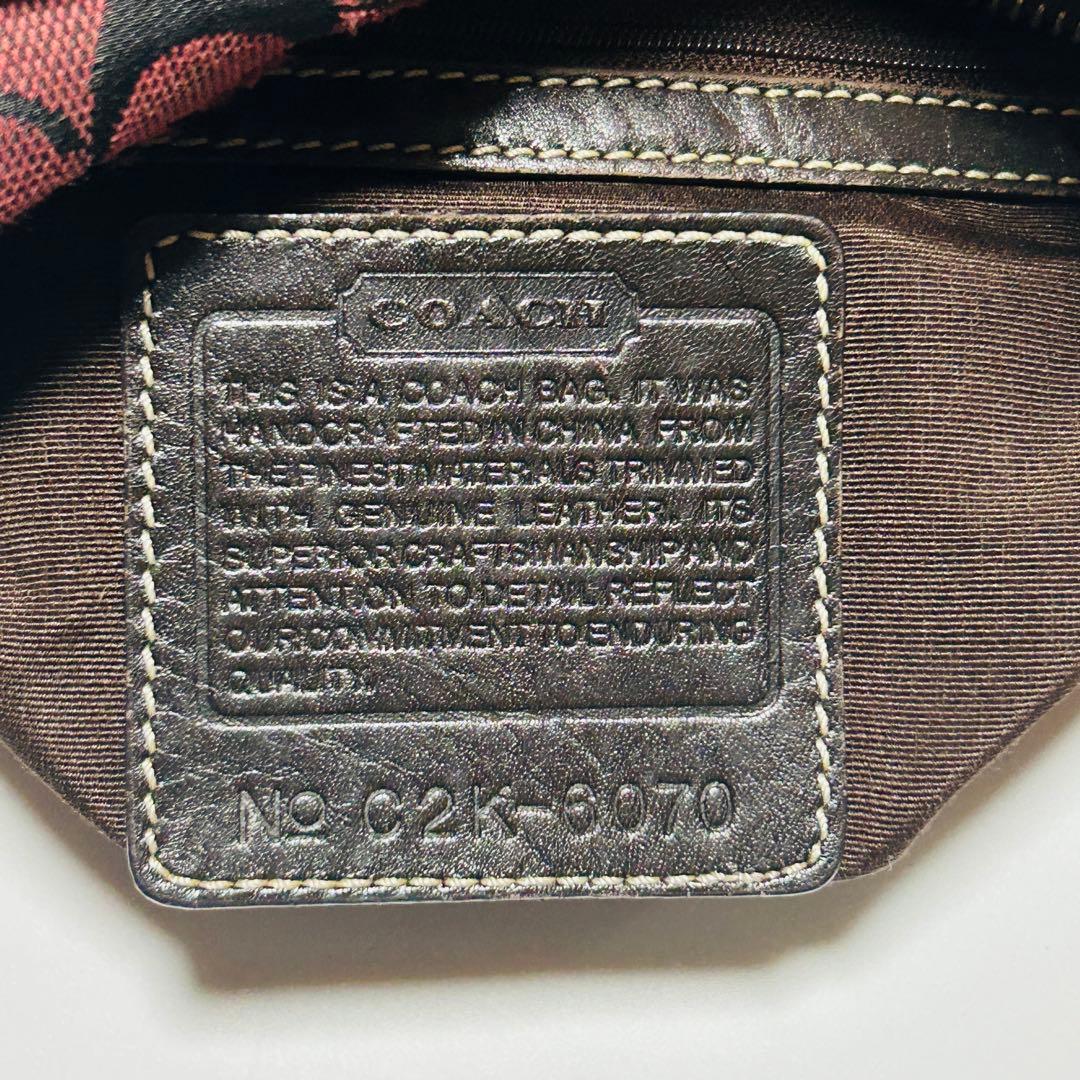 COACH
THIS IS A COACH BAG. IT WAS
HANDCRAFTED IN CHINA FROM
THE FINEST MATERIALS TRIMMED
WITH GENUINE LEATHER. ITS
SUPERIOR CRAFTSMANSHIP AND
ATTENTION TO DETAIL REFLECT
OUR COMMITMENT TO ENDURING
QUALITY.
No C2K-6070